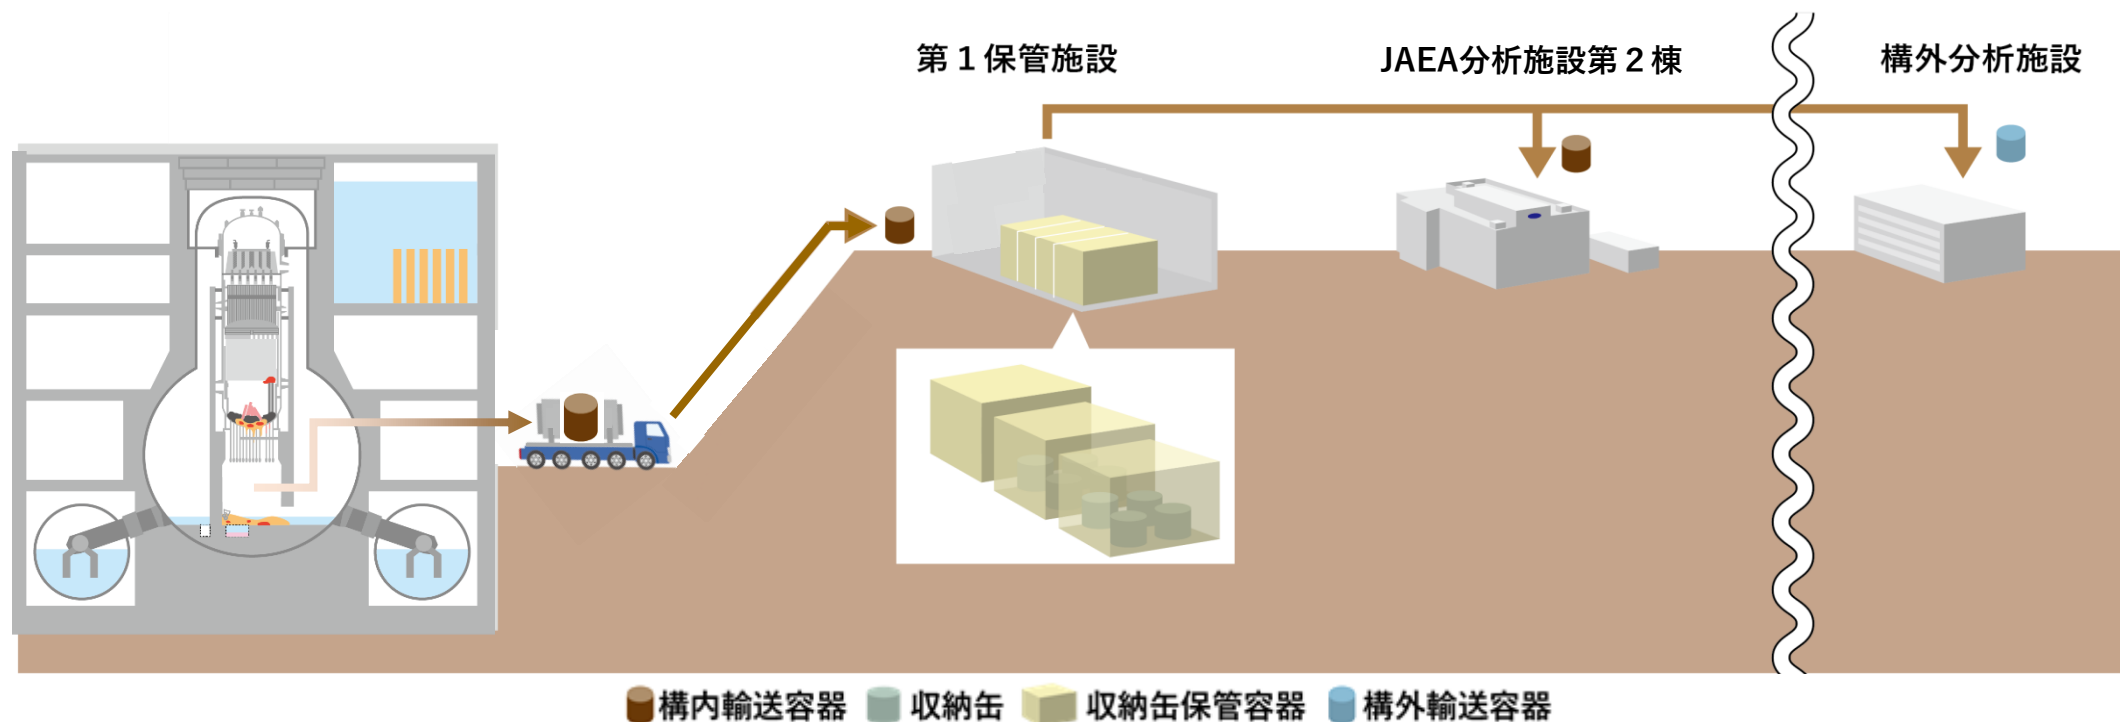 第１保管施設
JAEA分析施設第２棟
構外分析施設
構内輸送容器
収納缶
収納缶保管容器
構外輸送容器